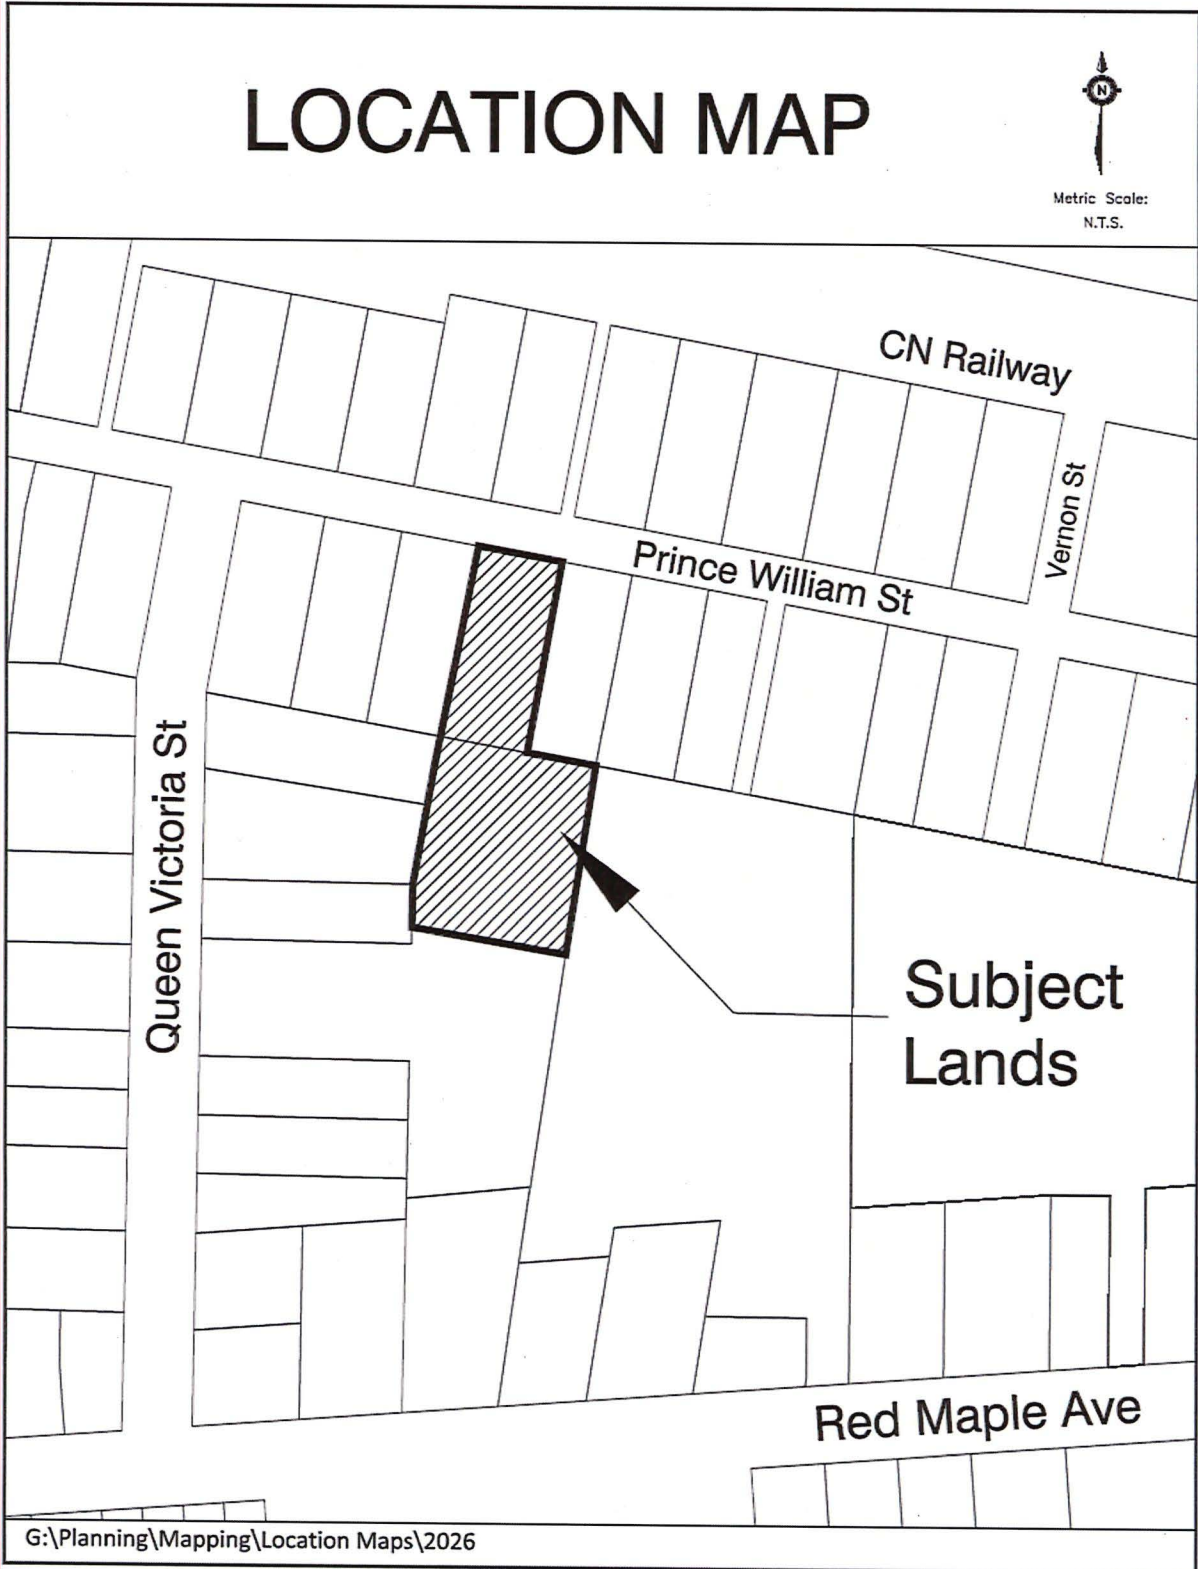 LOCATION MAP
N
Metric Scale:
N.T.S.
CN Railway
Vernon St
Prince William St
Queen Victoria St
Subject
Lands
Red Maple Ave
G:\Planning\Mapping\Location Maps\2026